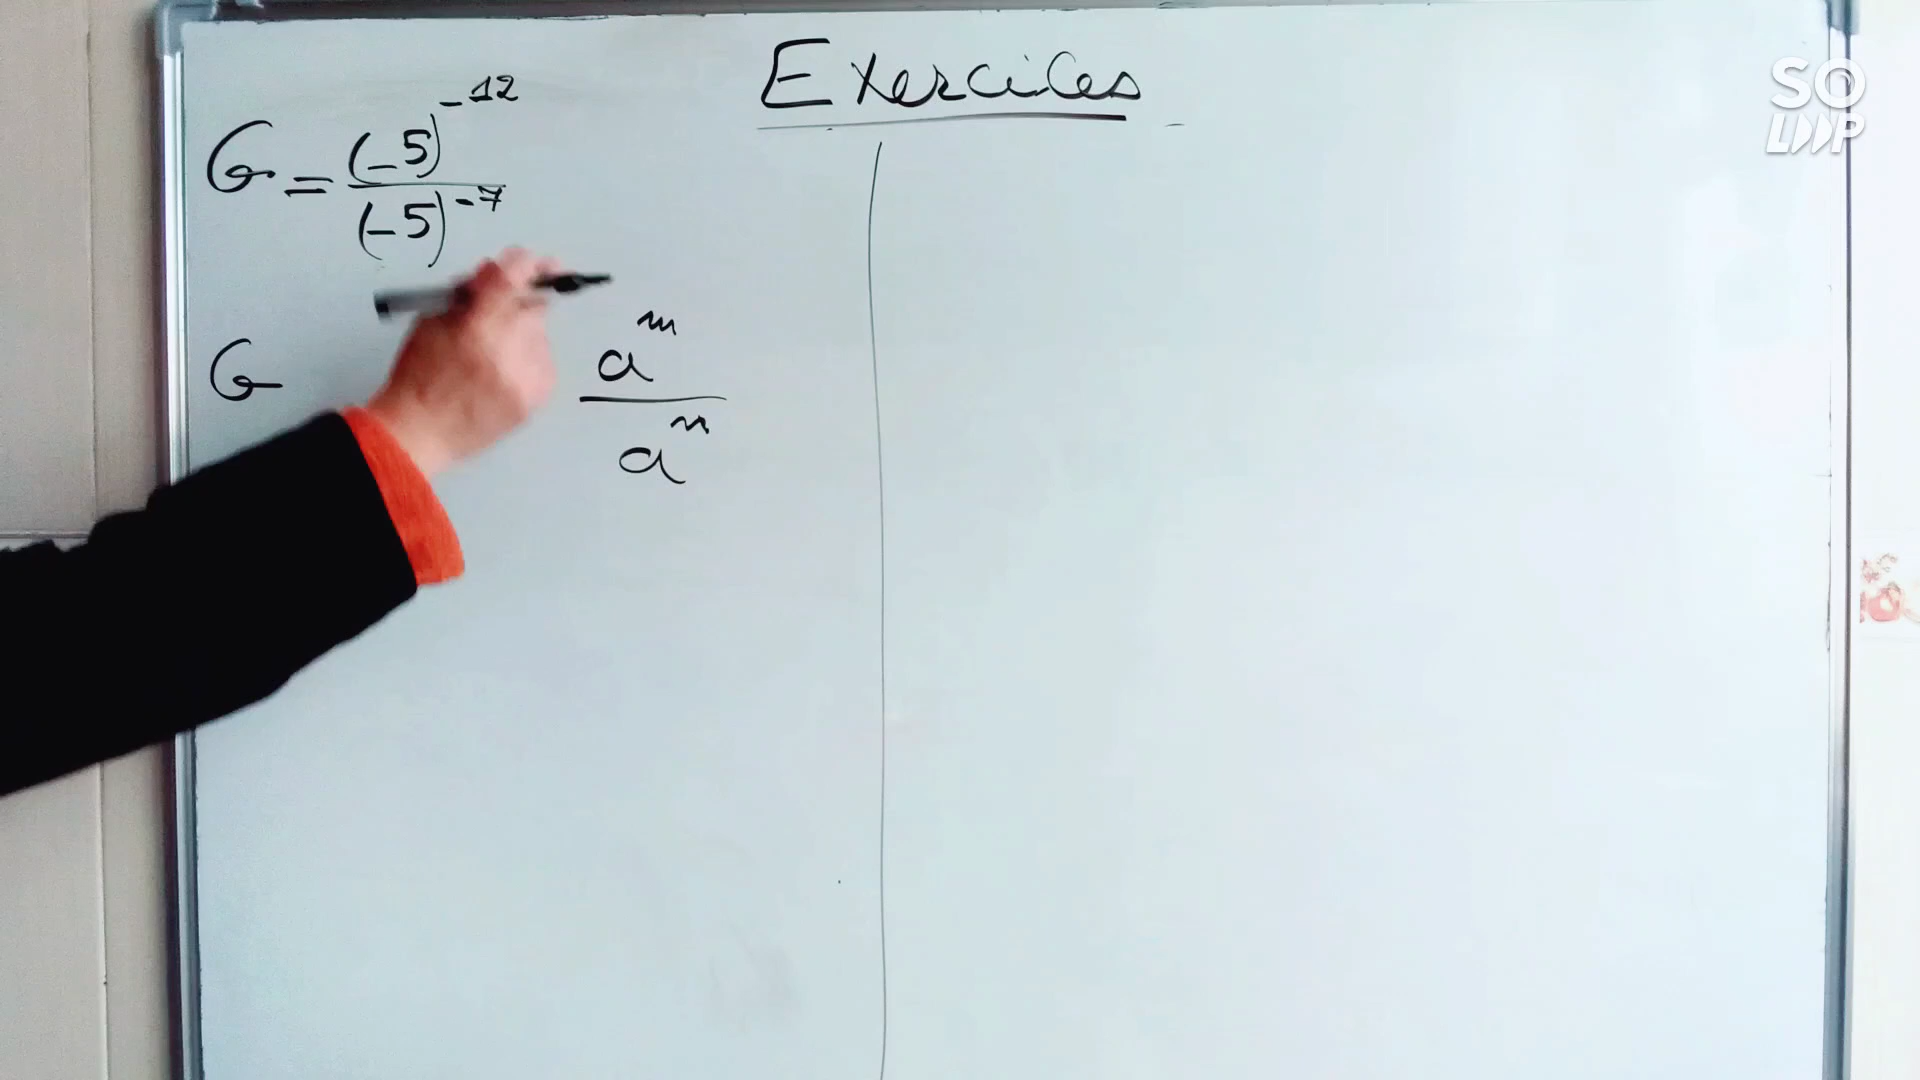 Exercices
G = (-5)^-12 / (-5)^-7
G
a^m / a^n
SO
LOOP